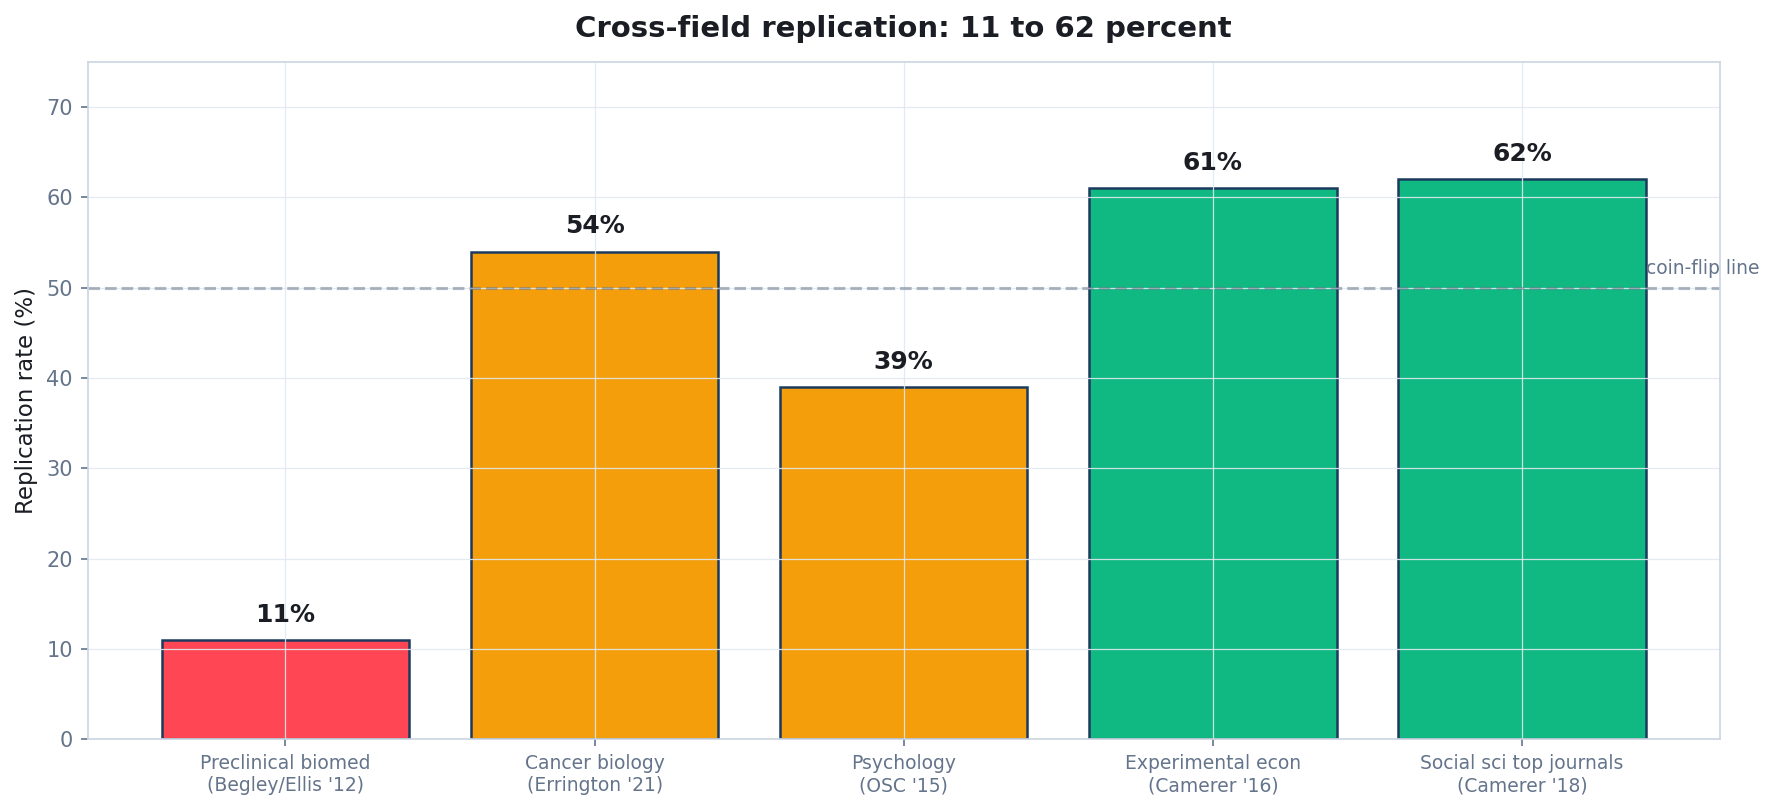 Cross-field replication: 11 to 62 percent
Replication rate (%)
70
60
50
40
30
20
10
0
11%
54%
39%
61%
62%
coin-flip line
Preclinical biomed
(Begley/Ellis '12)
Cancer biology
(Errington '21)
Psychology
(OSC '15)
Experimental econ
(Camerer '16)
Social sci top journals
(Camerer '18)